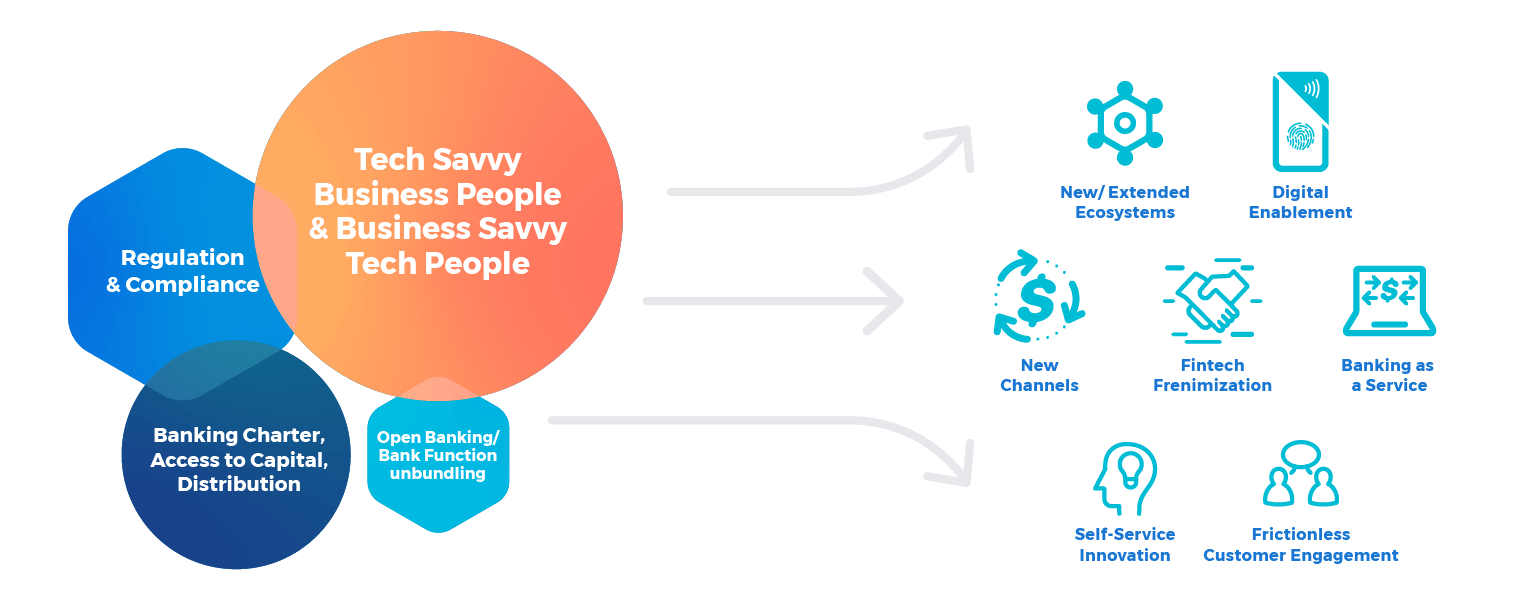 Tech Savvy
Business People
& Business Savvy
Tech People
Regulation
& Compliance
Banking Charter,
Access to Capital,
Distribution
Open Banking/
Bank Function
unbundling
New/ Extended
Ecosystems
Digital
Enablement
New
Channels
Fintech
Frenimization
Banking as
a Service
Self-Service
Innovation
Frictionless
Customer Engagement